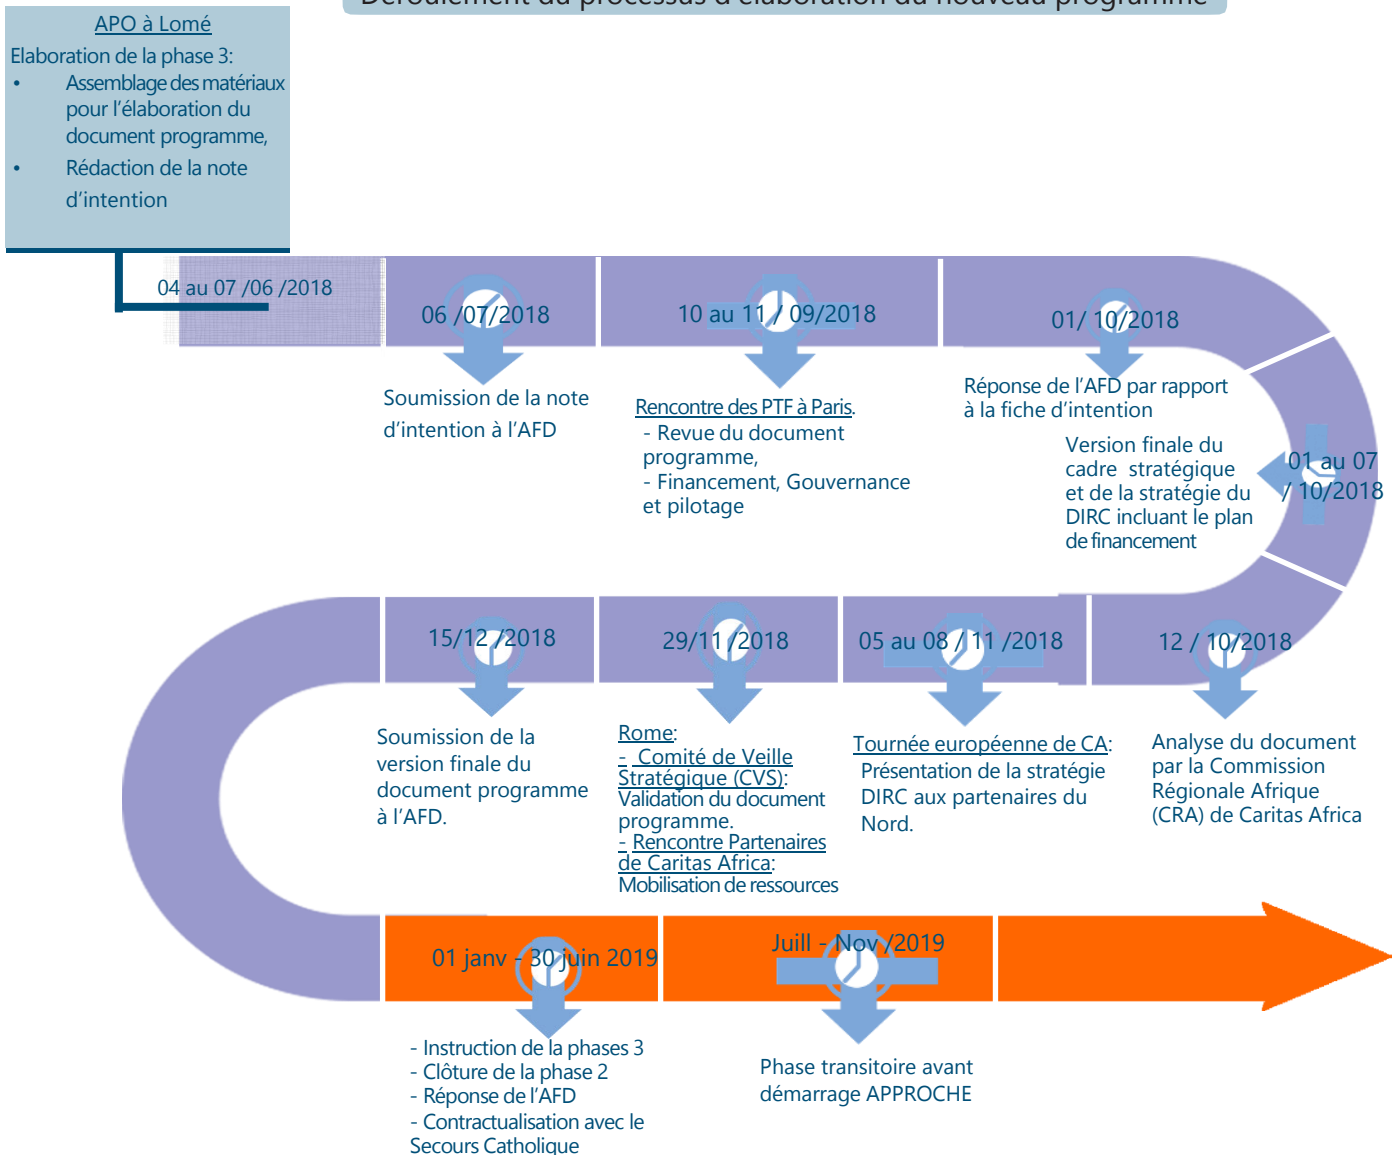 Déroulement du processus d'élaboration du nouveau programme
APO à Lomé
Elaboration de la phase 3:
• Assemblage des matériaux
pour l'élaboration du
document programme,
• Rédaction de la note
d'intention
04 au 07 /06 /2018
06 /07/2018
10 au 11 / 09/2018
01/ 10/2018
Soumission de la note
d'intention à l'AFD
Rencontre des PTF à Paris.
- Revue du document
programme,
- Financement, Gouvernance
et pilotage
Réponse de l'AFD par rapport
à la fiche d'intention
01 au 07
/ 10/2018
Version finale du
cadre stratégique
et de la stratégie du
DIRC incluant le plan
de financement
15/12 /2018
29/11 /2018
05 au 08 / 11 /2018
12 / 10/2018
Soumission de la
version finale du
document programme
à l'AFD.
Rome:
- Comité de Veille
Stratégique (CVS):
Validation du document
programme.
- Rencontre Partenaires
de Caritas Africa:
Mobilisation de ressources
Tournée européenne de CA:
Présentation de la stratégie
DIRC aux partenaires du
Nord.
Analyse du document
par la Commission
Régionale Afrique
(CRA) de Caritas Africa
01 janv - 30 juin 2019
Juill - Nov /2019
- Instruction de la phases 3
- Clôture de la phase 2
- Réponse de l'AFD
- Contractualisation avec le
Secours Catholique
Phase transitoire avant
démarrage APPROCHE